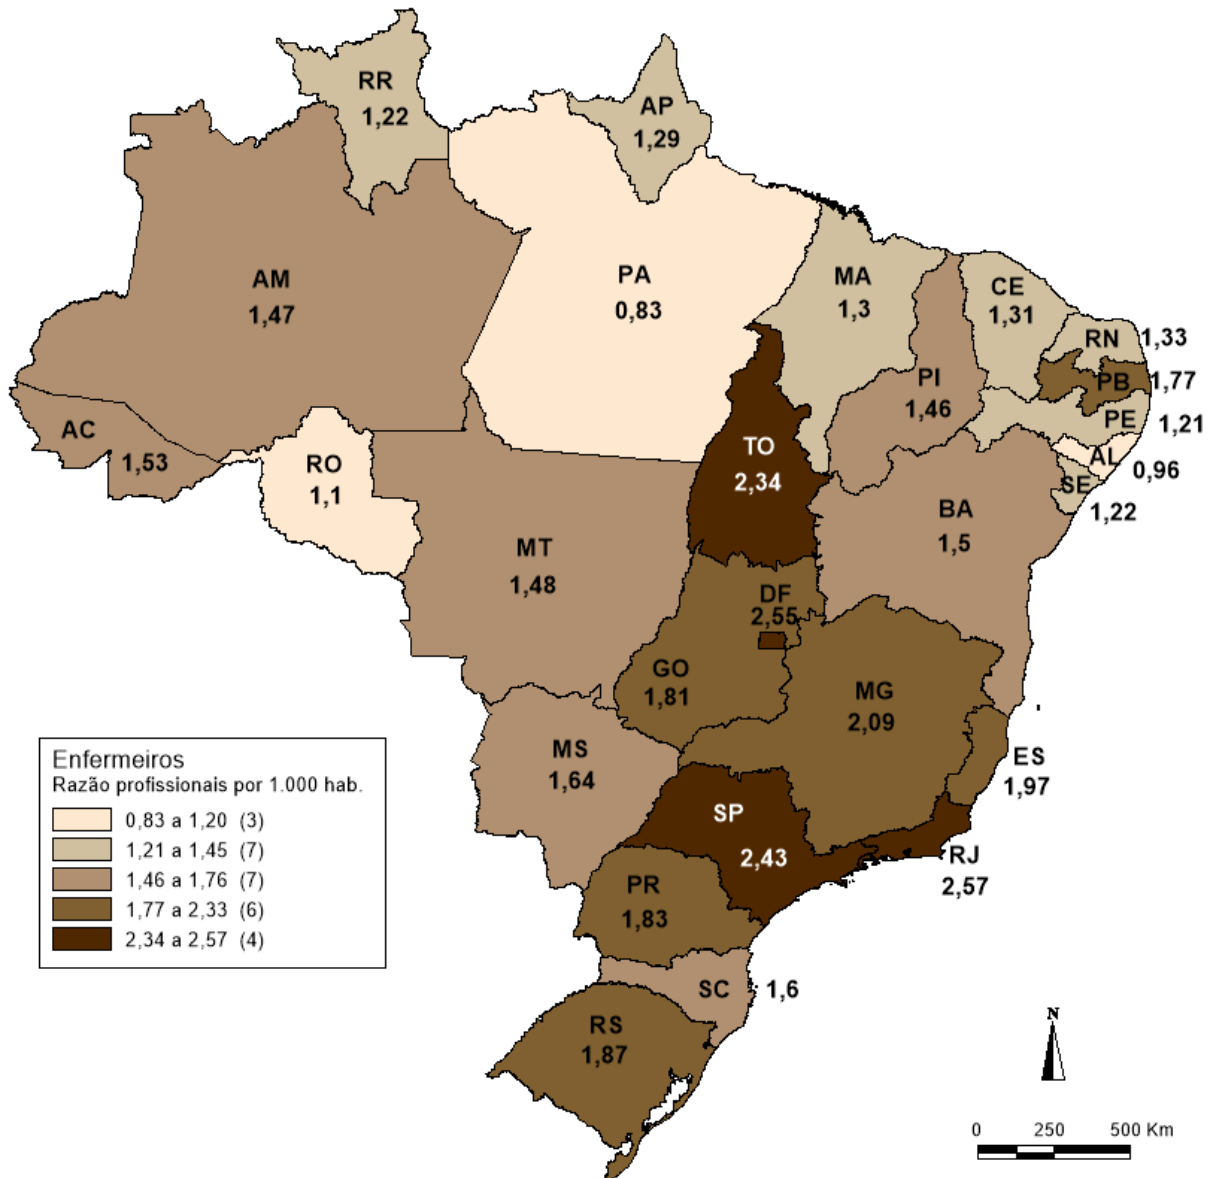 RR
1,22
AP
1,29
AM
1,47
PA
0,83
MA
1,3
CE
1,31
RN
1,33
PI
1,46
PB
1,77
PE
1,21
AL
0,96
SE
1,22
AC
1,53
RO
1,1
TO
2,34
BA
1,5
MT
1,48
DF
2,55
GO
1,81
MG
2,09
ES
1,97
MS
1,64
SP
2,43
RJ
2,57
PR
1,83
SC
1,6
RS
1,87
Enfermeiros
Razão profissionais por 1.000 hab.
0,83 a 1,20 (3)
1,21 a 1,45 (7)
1,46 a 1,76 (7)
1,77 a 2,33 (6)
2,34 a 2,57 (4)
N
0 250 500 Km